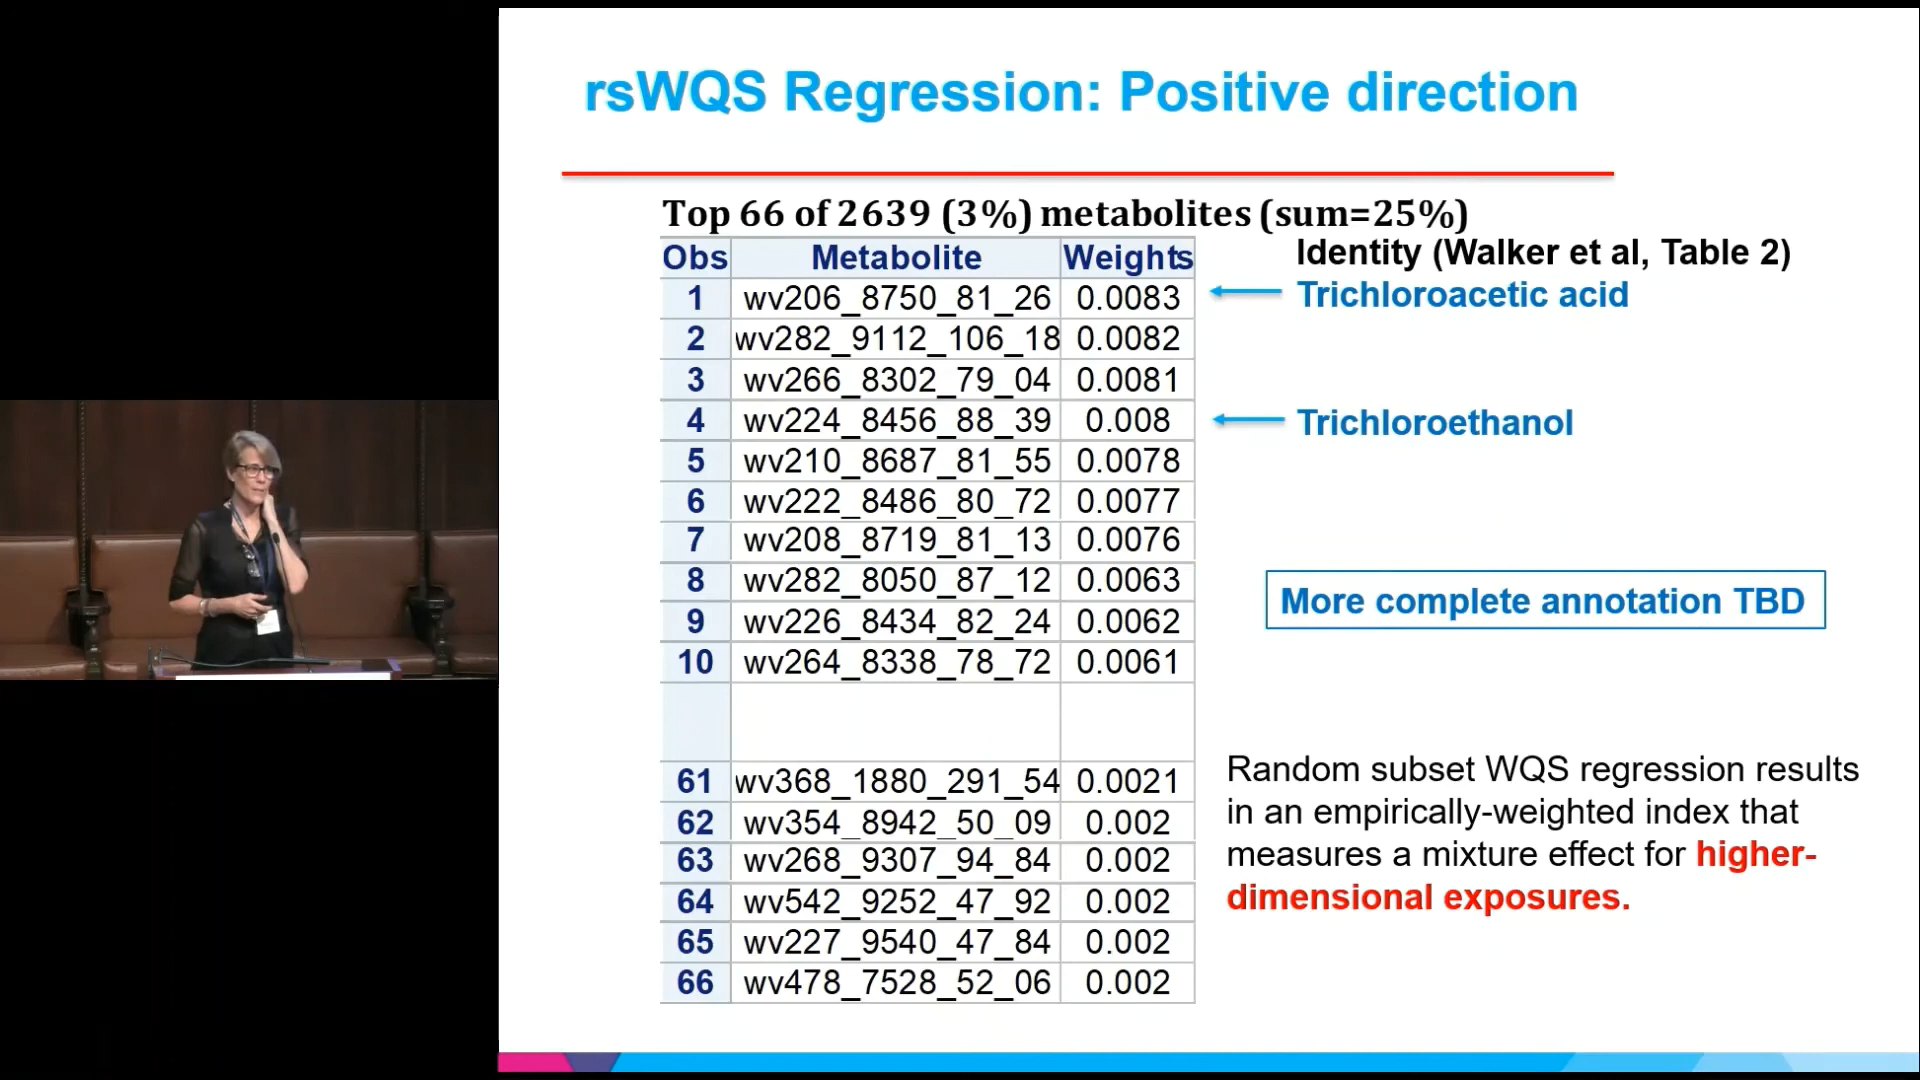 rsWQS Regression: Positive direction
Top 66 of 2639 (3%) metabolites (sum=25%)
Obs Metabolite Weights
Identity (Walker et al, Table 2)
1 wv206_8750_81_26 0.0083
Trichloroacetic acid
2 wv282_9112_106_18 0.0082
3 wv266_8302_79_04 0.0081
4 wv224_8456_88_39 0.008
Trichloroethanol
5 wv210_8687_81_55 0.0078
6 wv222_8486_80_72 0.0077
7 wv208_8719_81_13 0.0076
8 wv282_8050_87_12 0.0063
9 wv226_8434_82_24 0.0062
10 wv264_8338_78_72 0.0061
More complete annotation TBD
61 wv368_1880_291_54 0.0021
62 wv354_8942_50_09 0.002
63 wv268_9307_94_84 0.002
64 wv542_9252_47_92 0.002
65 wv227_9540_47_84 0.002
66 wv478_7528_52_06 0.002
Random subset WQS regression results
in an empirically-weighted index that
measures a mixture effect for higher-
dimensional exposures.